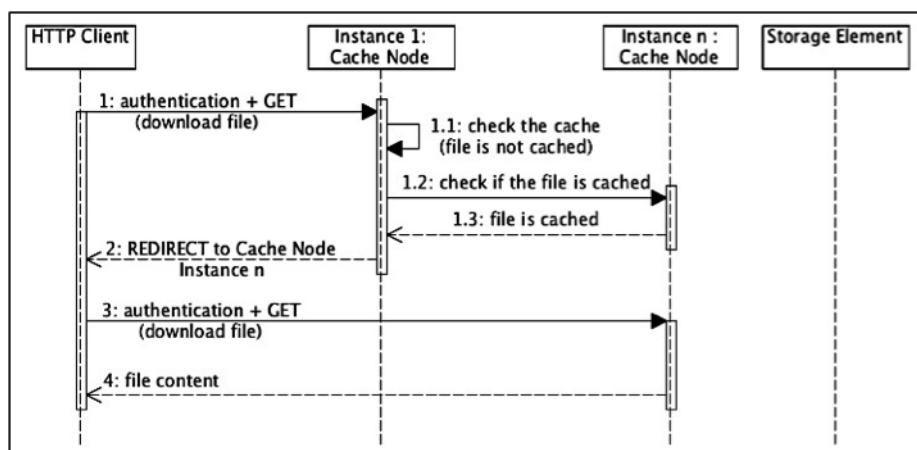 HTTP Client
Instance 1:
Cache Node
Instance n :
Cache Node
Storage Element
1: authentication + GET
(download file)
1.1: check the cache
(file is not cached)
1.2: check if the file is cached
1.3: file is cached
2: REDIRECT to Cache Node
Instance n
3: authentication + GET
(download file)
4: file content